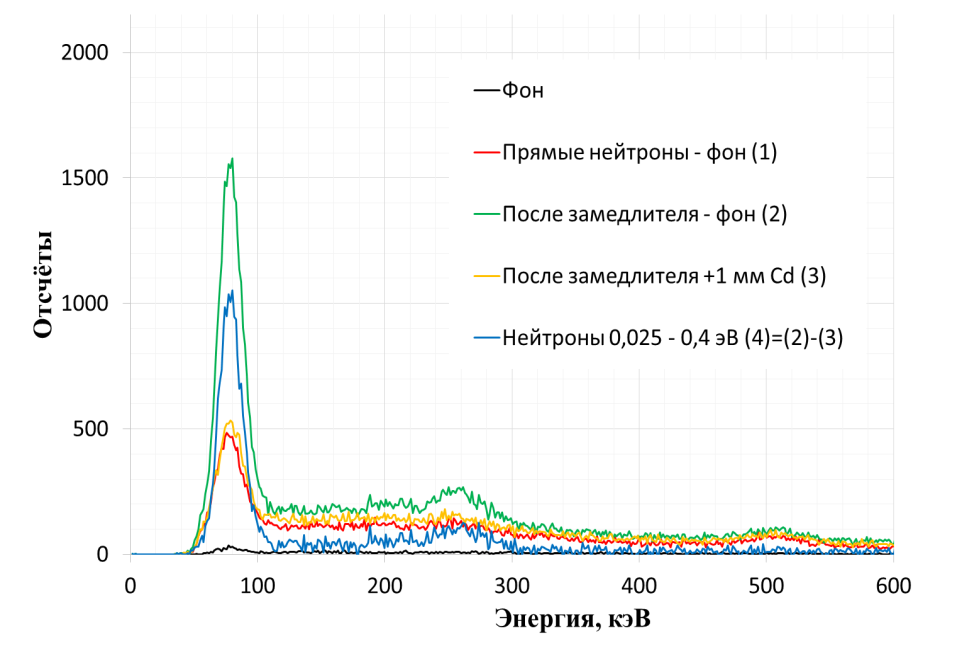 2000
1500
1000
500
0
Отсчёты
Фон
Прямые нейтроны - фон (1)
После замедлителя - фон (2)
После замедлителя +1 мм Cd (3)
Нейтроны 0,025 - 0,4 эВ (4)=(2)-(3)
0 100 200 300 400 500 600
Энергия, кэВ